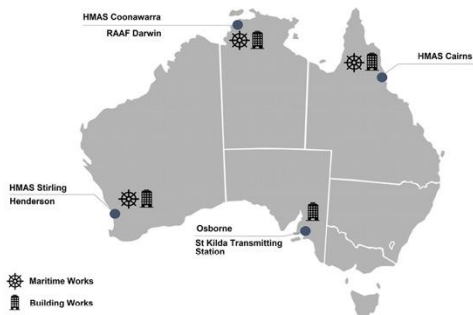 HMAS Coonawarra
RAAF Darwin
HMAS Cairns
HMAS Stirling
Henderson
Osborne
St Kilda Transmitting
Station
Maritime Works
Building Works